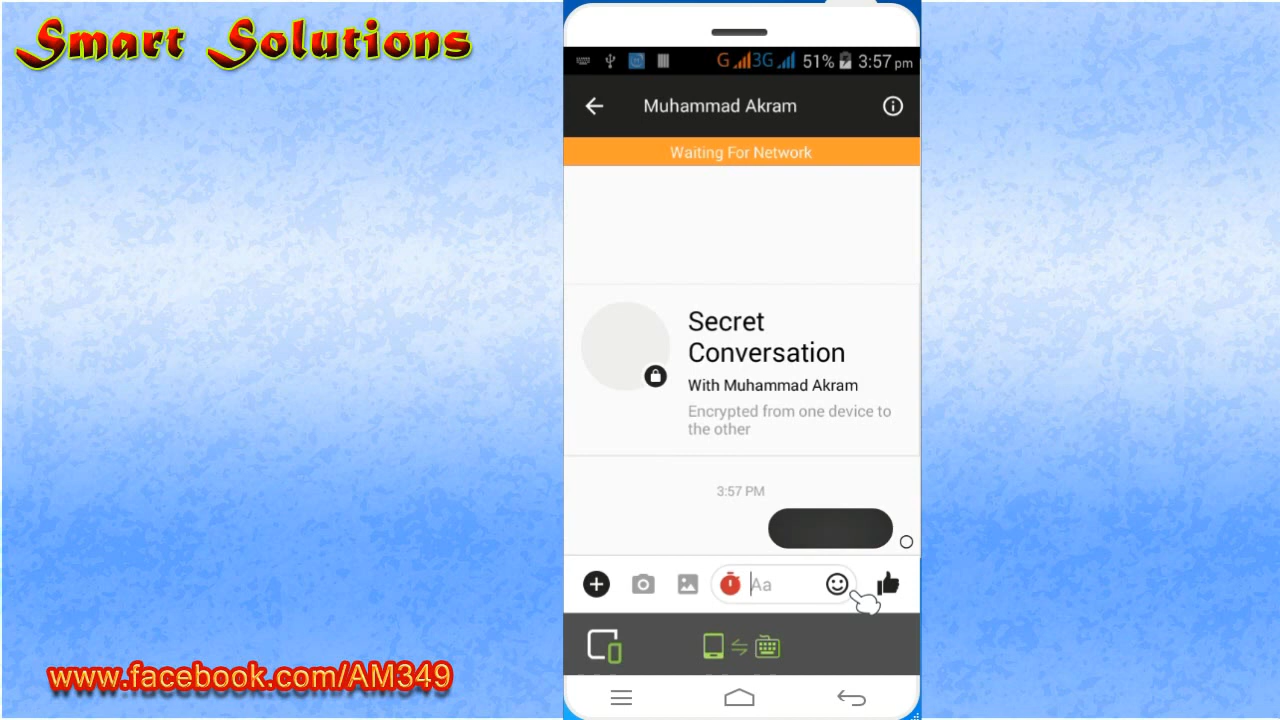 Smart Solutions
G 3G 51% 3:57 pm
Muhammad Akram
Waiting For Network
Secret
Conversation
With Muhammad Akram
Encrypted from one device to
the other
3:57 PM
Aa
www.facebook.com/AM349